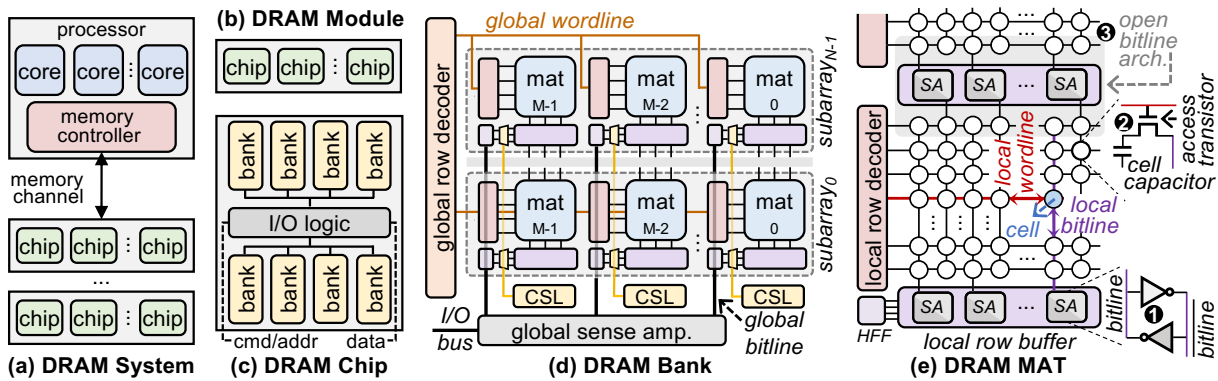 processor
core core core
memory
controller
memory
channel
chip chip chip
...
chip chip chip
(a) DRAM System
(b) DRAM Module
chip chip chip
bank bank bank bank
I/O logic
bank bank bank bank
cmd/addr data
(c) DRAM Chip
global wordline
global row decoder
mat M-1
mat M-2
mat 0
subarray N-1
mat M-1
mat M-2
mat 0
subarray 0
CSL CSL CSL
I/O
bus
global sense amp.
global
bitline
(d) DRAM Bank
3
open
bitline
arch.
SA SA ... SA
local row decoder
2
access
transistor
cell
capacitor
local
wordline
local
bitline
cell
SA SA ... SA
HFF
local row buffer
bitline
1
bitline
(e) DRAM MAT